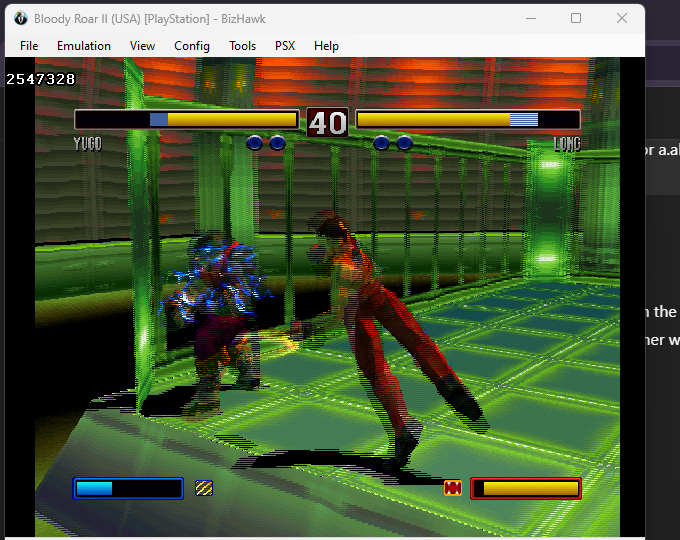 Bloody Roar II (USA) [PlayStation] - BizHawk
File Emulation View Config Tools PSX Help
2547328
40
YUGO LONG
or a.al
n the
ner w